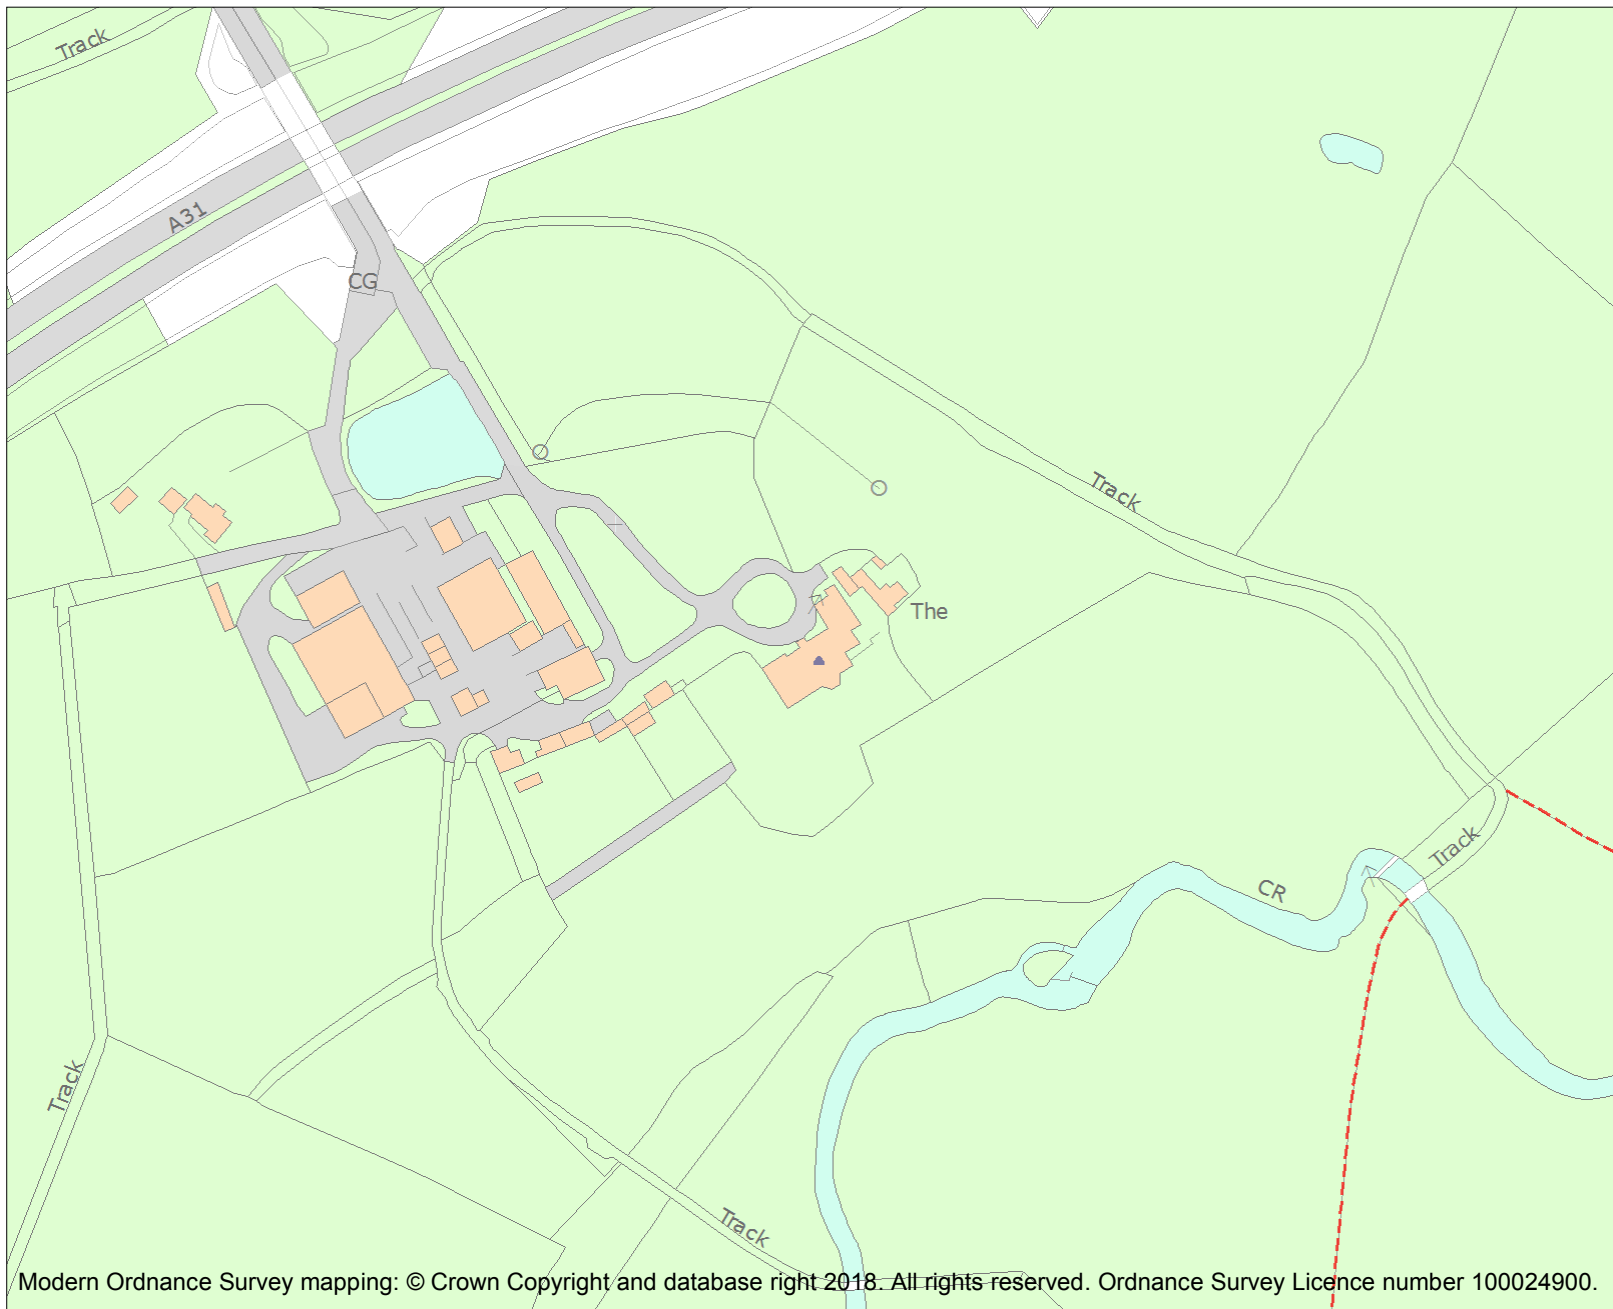 Track
A31
CG
Track
The
Track
CR
Track
Track
Modern Ordnance Survey mapping: © Crown Copyright and database right 2018. All rights reserved. Ordnance Survey Licence number 100024900.